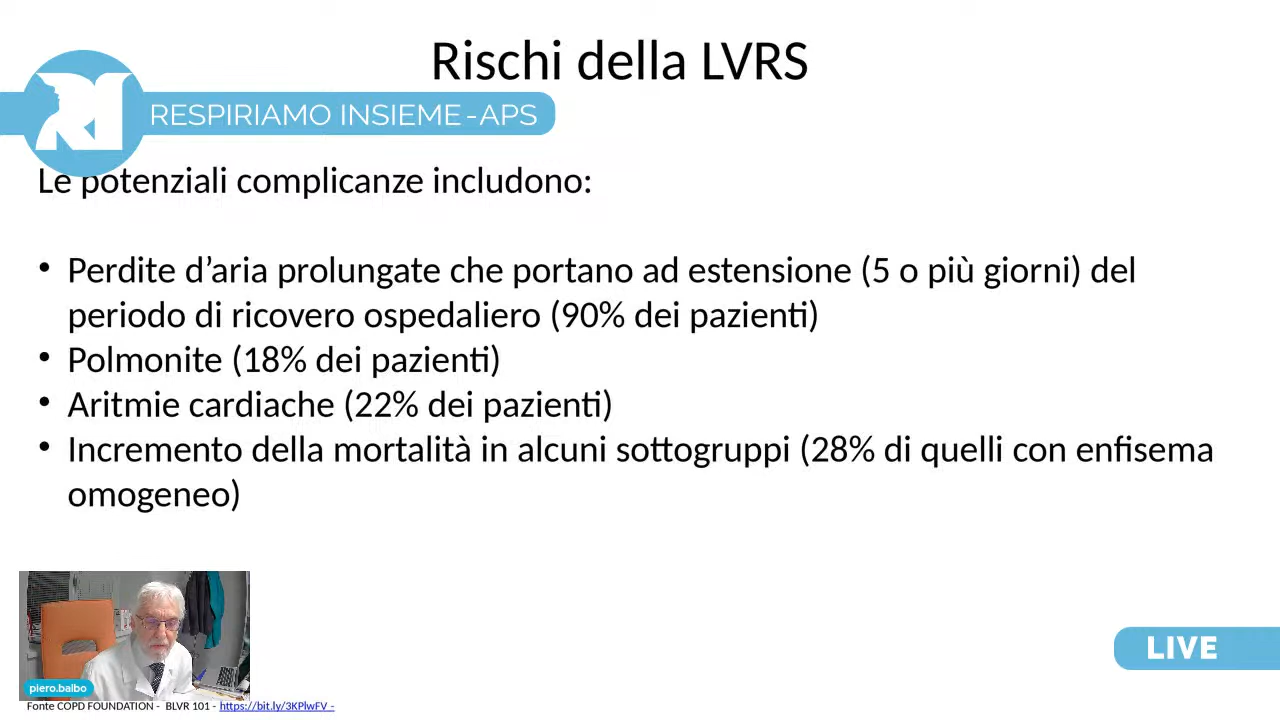 Rischi della LVRS
RESPIRIAMO INSIEME-APS
Le potenziali complicanze includono:
• Perdite d’aria prolungate che portano ad estensione (5 o più giorni) del
periodo di ricovero ospedaliero (90% dei pazienti)
• Polmonite (18% dei pazienti)
• Aritmie cardiache (22% dei pazienti)
• Incremento della mortalità in alcuni sottogruppi (28% di quelli con enfisema
omogeneo)
LIVE
piero.balbo
Fonte COPD FOUNDATION - BLVR 101 - https://bit.ly/3KPlwFV -